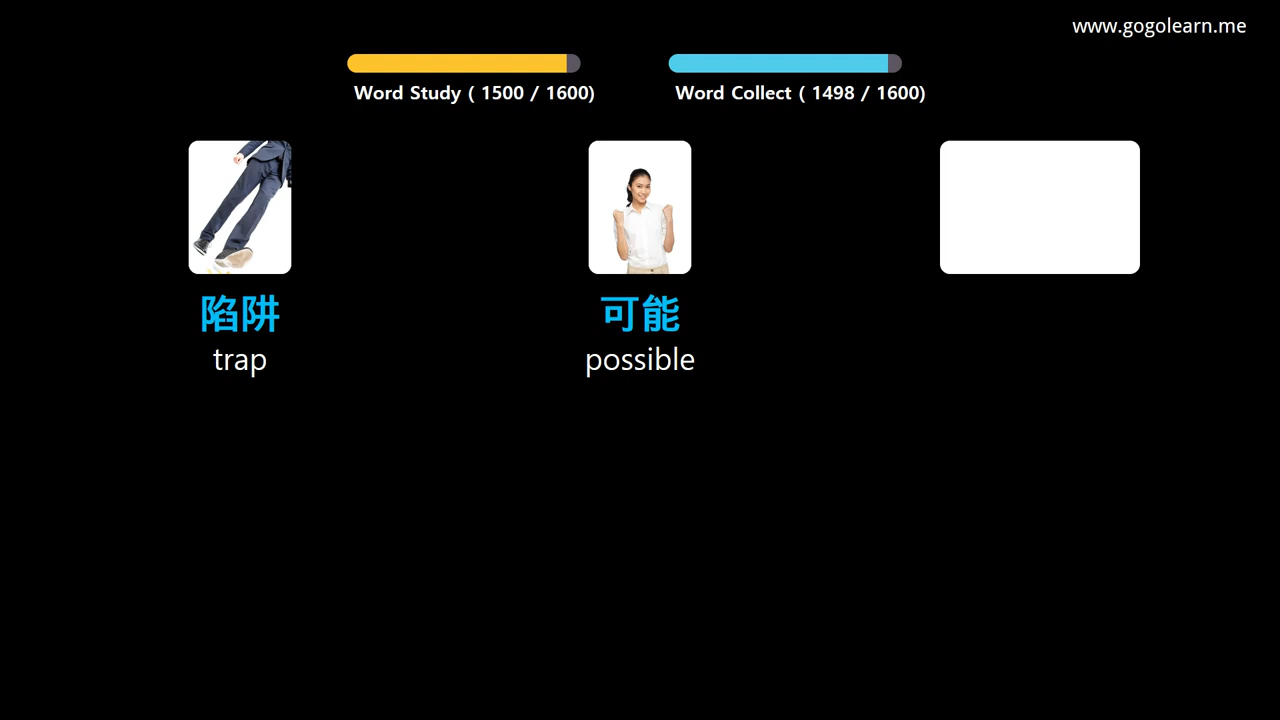 www.gogolearn.me
Word Study ( 1500 / 1600)
Word Collect ( 1498 / 1600)
陷阱
trap
可能
possible